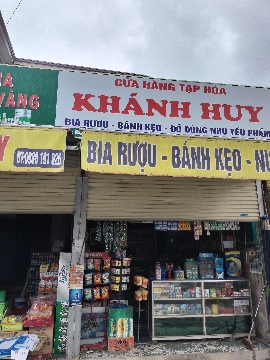 CỬA HÀNG TẠP HÓA
KHÁNH HUY
BIA RƯỢU - BÁNH KẸO - ĐỒ DÙNG NHU YẾU PHẨM
VÀNG
BIA RƯỢU - BÁNH KẸO - NƯ